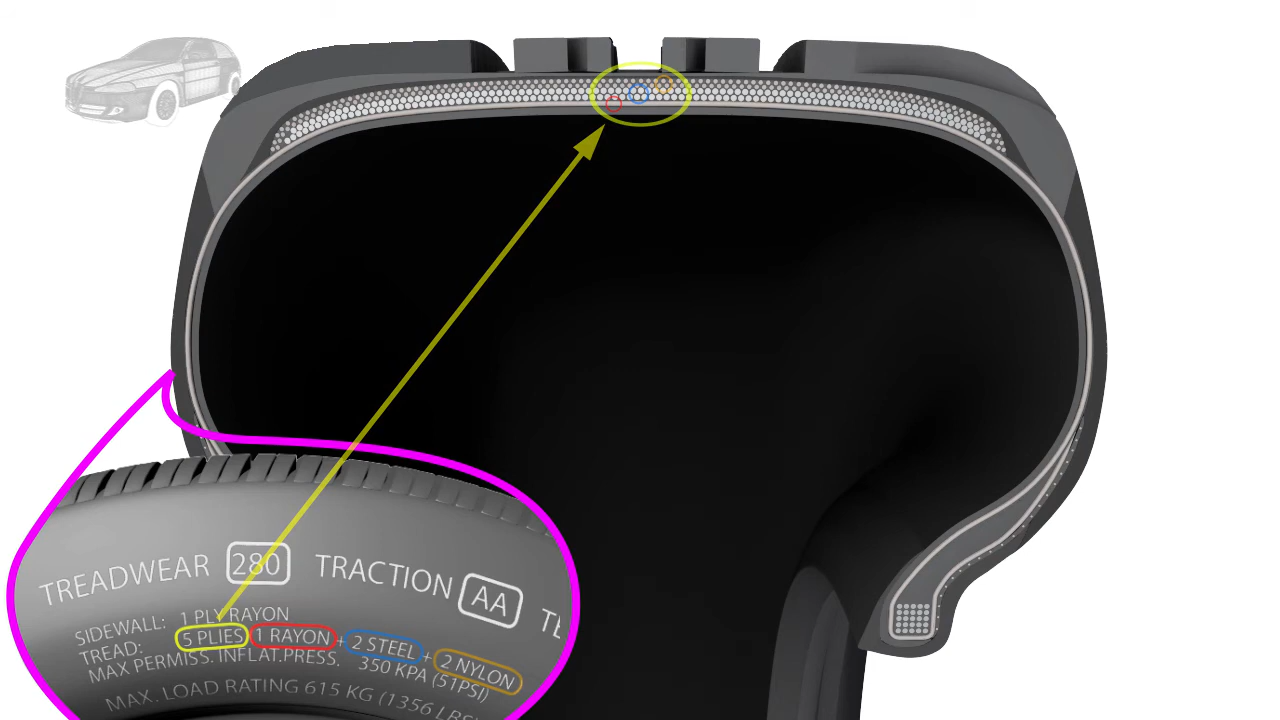 TREADWEAR 280 TRACTION AA
SIDEWALL: 1 PLY RAYON
TREAD: 5 PLIES 1 RAYON + 2 STEEL + 2 NYLON
MAX PERMISS. INFLAT.PRESS. 350 KPA (51PSI)
MAX. LOAD RATING 615 KG (1356 LBS)